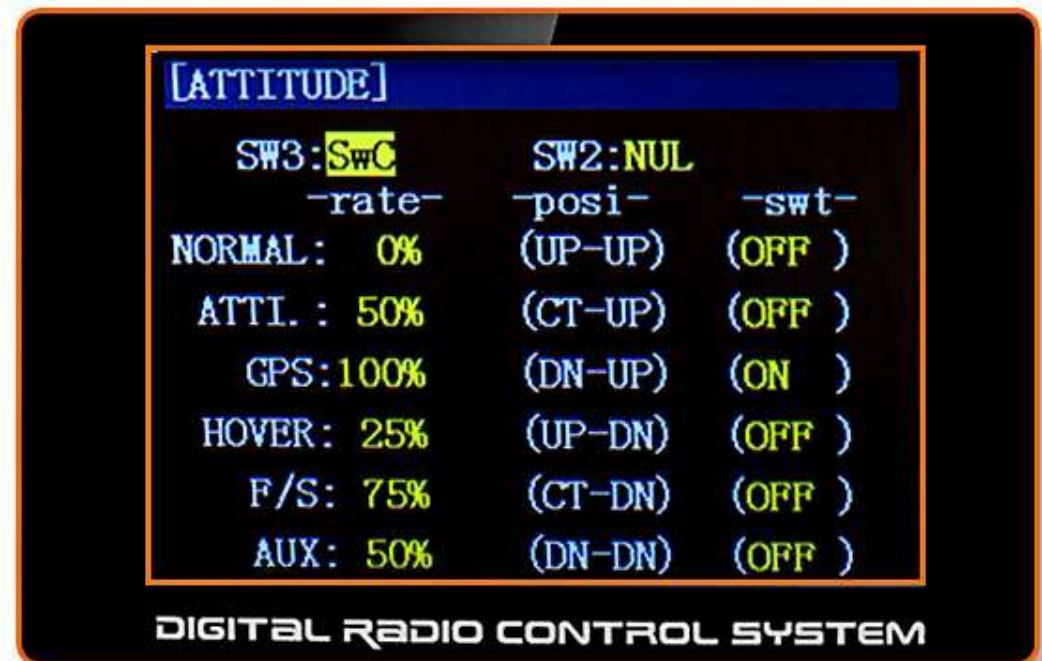 [ATTITUDE]
SW3:SwC SW2:NUL
-rate- -posi- -swt-
NORMAL: 0% (UP-UP) (OFF )
ATTI.: 50% (CT-UP) (OFF )
GPS:100% (DN-UP) (ON )
HOVER: 25% (UP-DN) (OFF )
F/S: 75% (CT-DN) (OFF )
AUX: 50% (DN-DN) (OFF )
DIGITAL RADIO CONTROL SYSTEM